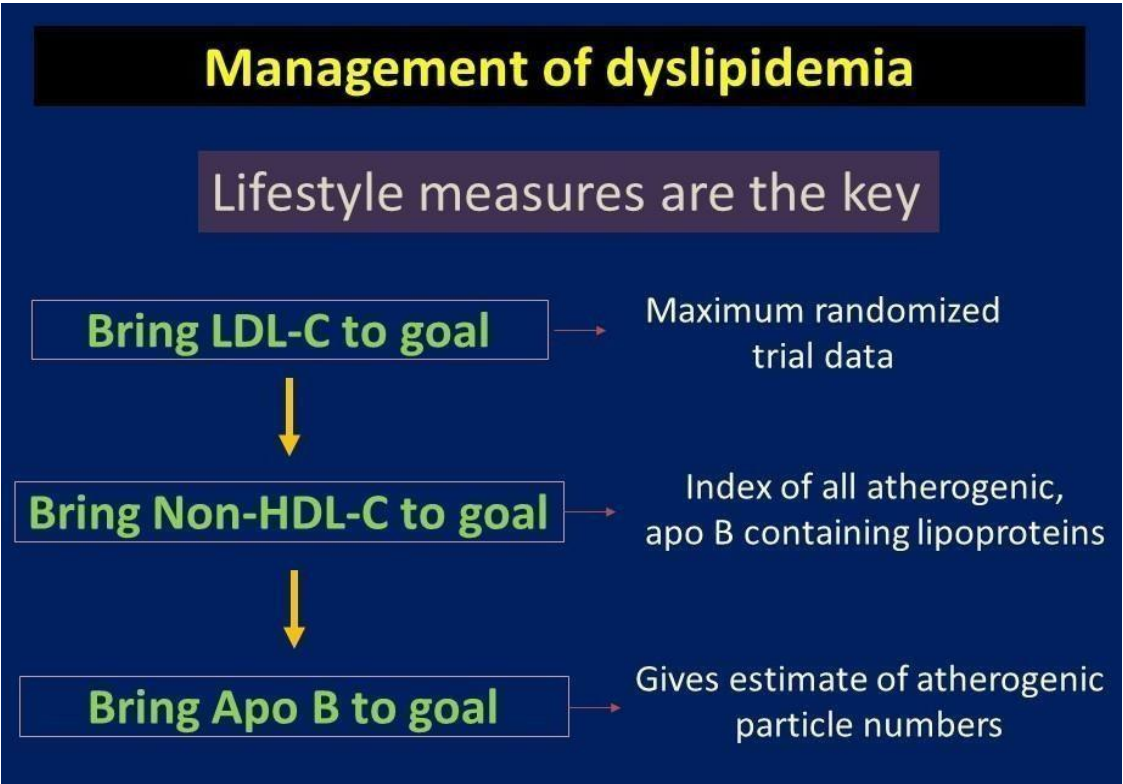 Management of dyslipidemia
Lifestyle measures are the key
Bring LDL-C to goal
Maximum randomized
trial data
Bring Non-HDL-C to goal
Index of all atherogenic,
apo B containing lipoproteins
Bring Apo B to goal
Gives estimate of atherogenic
particle numbers